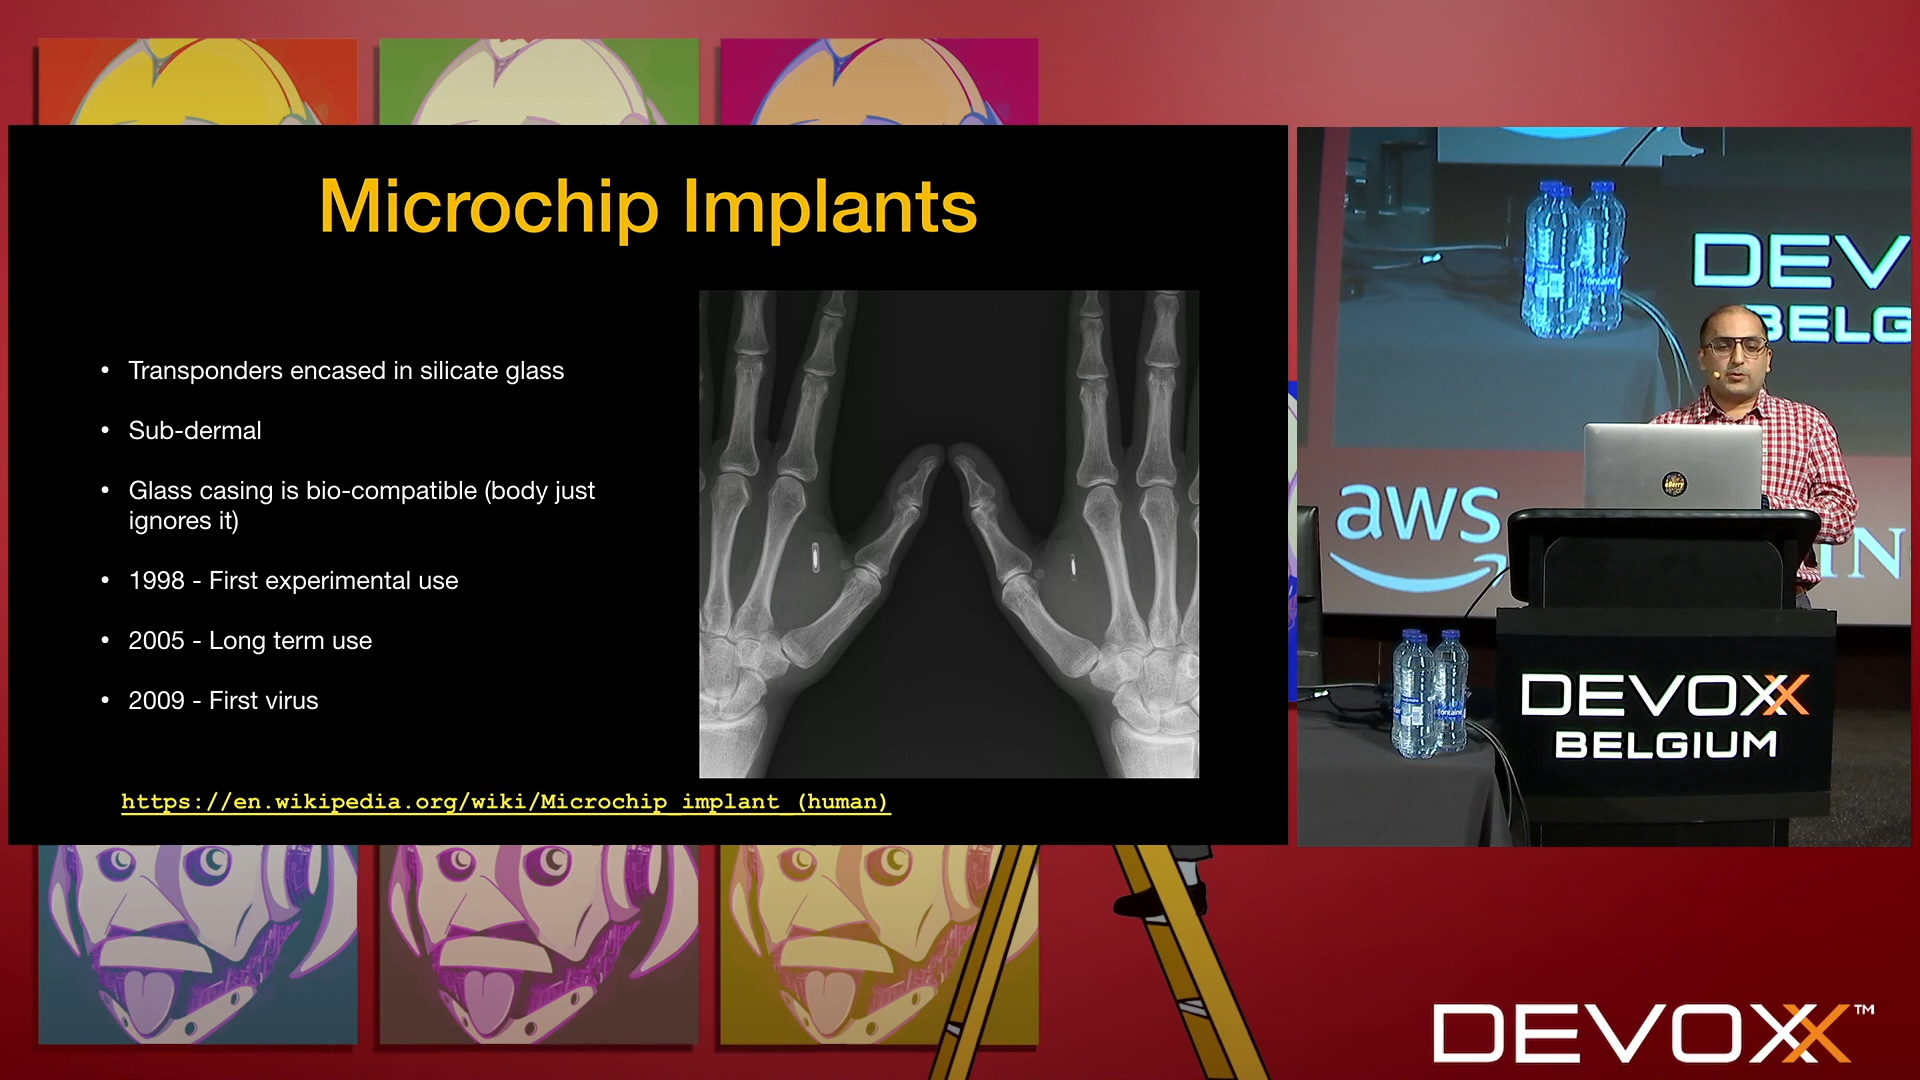 Microchip Implants
• Transponders encased in silicate glass
• Sub-dermal
• Glass casing is bio-compatible (body just
ignores it)
• 1998 - First experimental use
• 2005 - Long term use
• 2009 - First virus
https://en.wikipedia.org/wiki/Microchip_implant_(human)
DEV
BELG
aws
IN
DEVOXX
BELGIUM
DEVOXX™